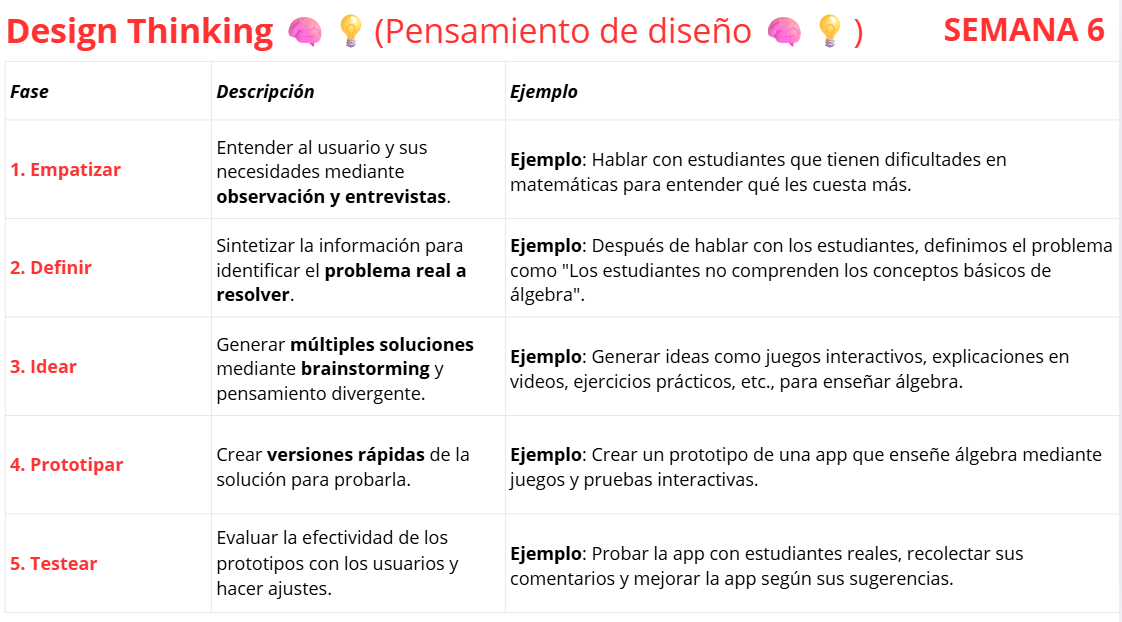 Design Thinking 🧠 💡 (Pensamiento de diseño 🧠 💡 ) SEMANA 6
Fase Descripción Ejemplo
1. Empatizar
Entender al usuario y sus
necesidades mediante
observación y entrevistas.
Ejemplo: Hablar con estudiantes que tienen dificultades en
matemáticas para entender qué les cuesta más.
2. Definir
Sintetizar la información para
identificar el problema real a
resolver.
Ejemplo: Después de hablar con los estudiantes, definimos el problema
como "Los estudiantes no comprenden los conceptos básicos de
álgebra".
3. Idear
Generar múltiples soluciones
mediante brainstorming y
pensamiento divergente.
Ejemplo: Generar ideas como juegos interactivos, explicaciones en
videos, ejercicios prácticos, etc., para enseñar álgebra.
4. Prototipar
Crear versiones rápidas de la
solución para probarla.
Ejemplo: Crear un prototipo de una app que enseñe álgebra mediante
juegos y pruebas interactivas.
5. Testear
Evaluar la efectividad de los
prototipos con los usuarios y
hacer ajustes.
Ejemplo: Probar la app con estudiantes reales, recolectar sus
comentarios y mejorar la app según sus sugerencias.